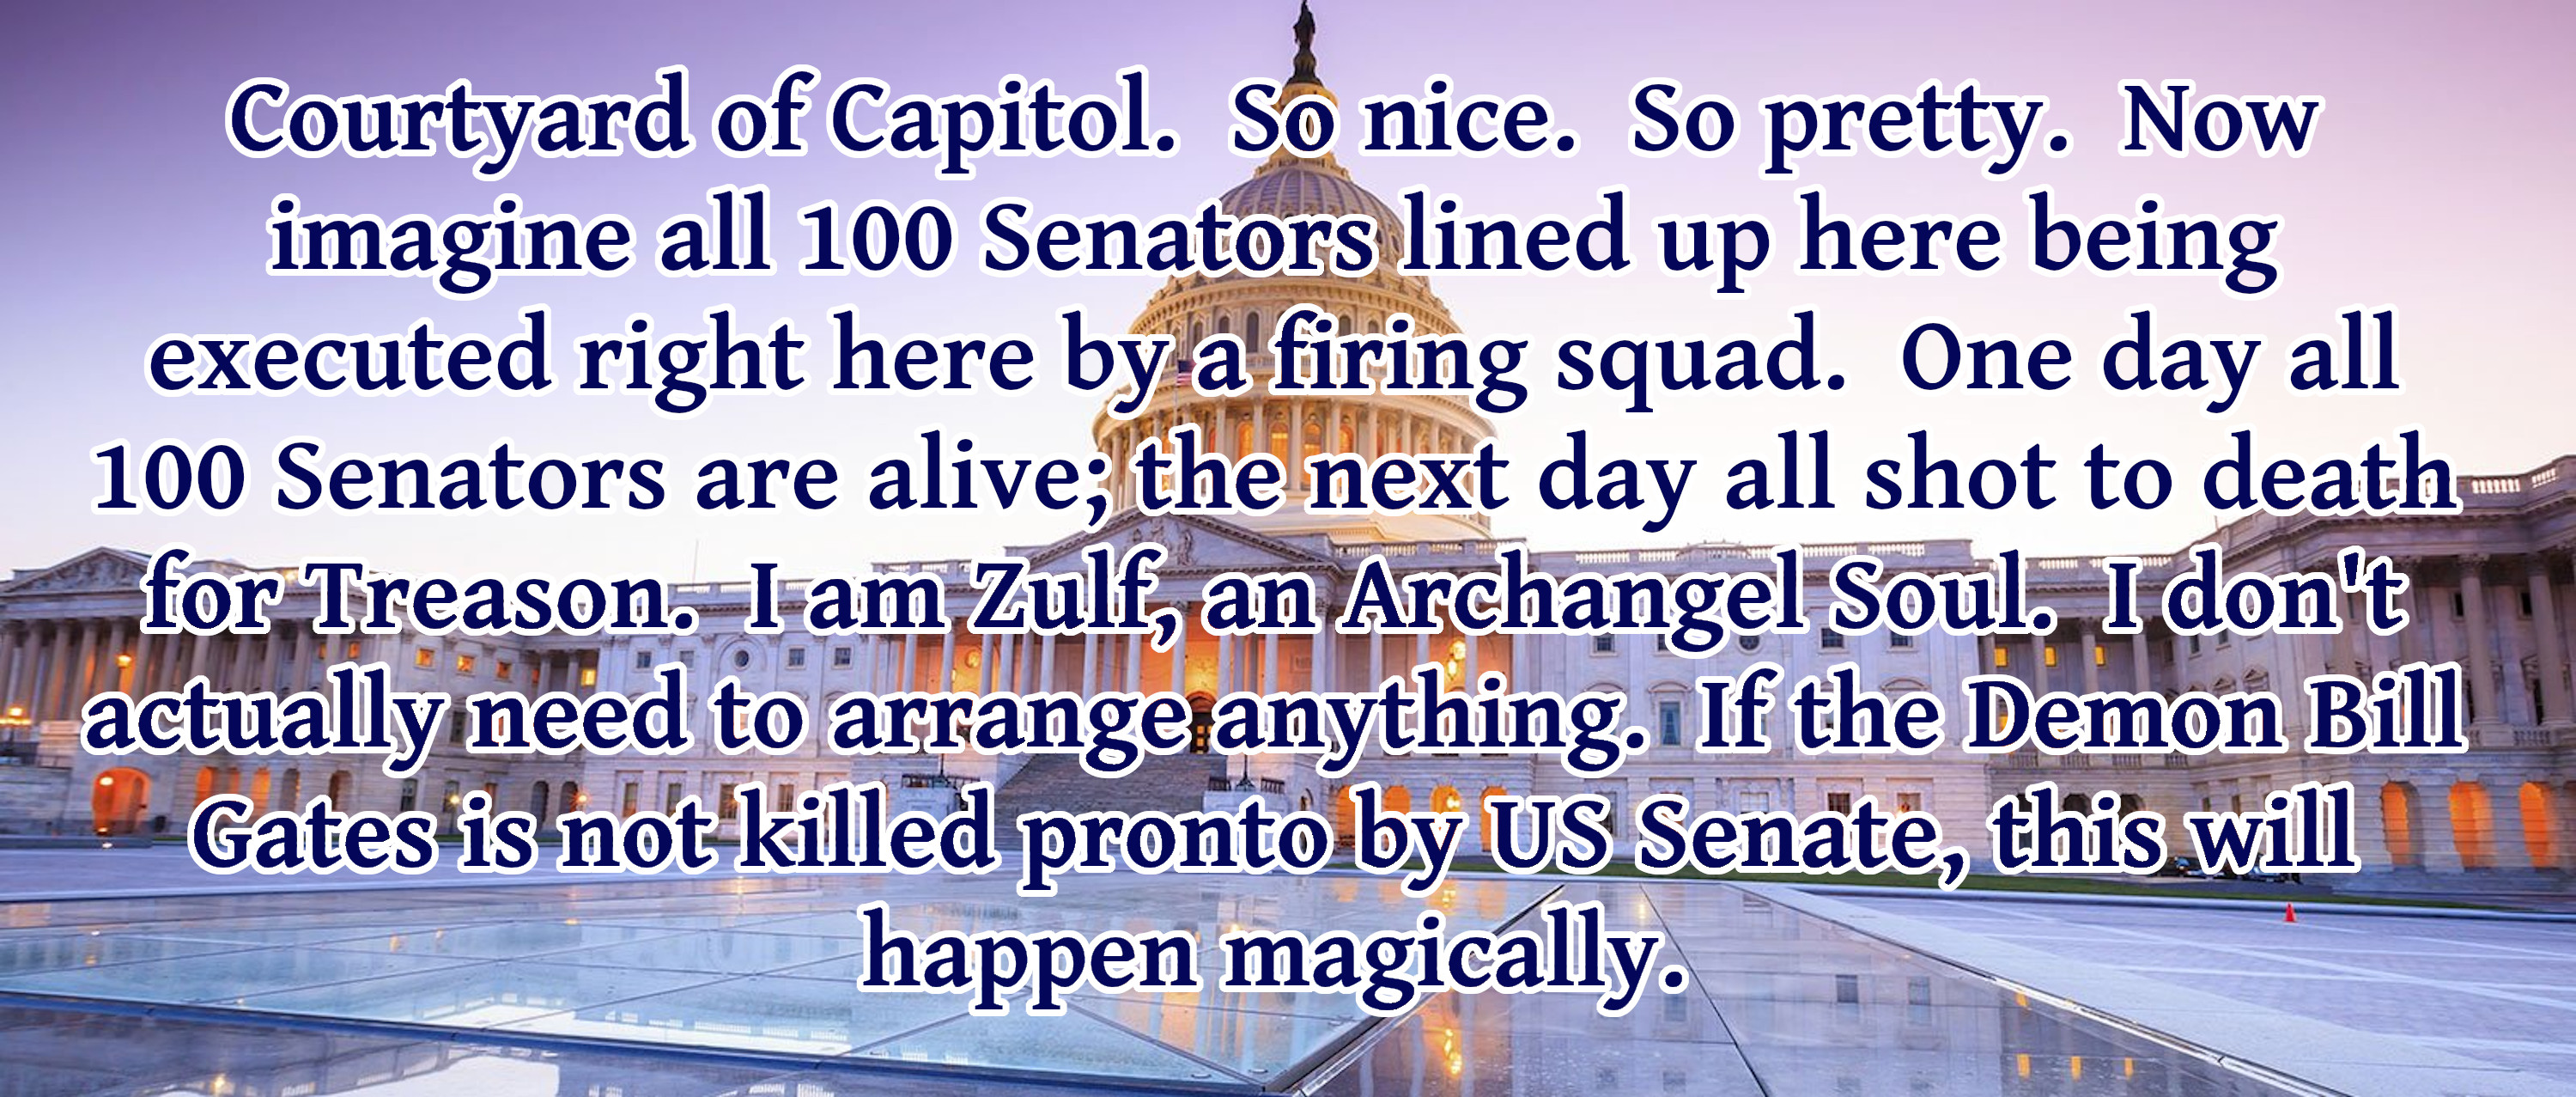 Courtyard of Capitol.  So nice.  So pretty.  Now
imagine all 100 Senators lined up here being
executed right here by a firing squad.  One day all
100 Senators are alive; the next day all shot to death
for Treason.  I am Zulf, an Archangel Soul.  I don't
actually need to arrange anything.  If the Demon Bill
Gates is not killed pronto by US Senate, this will
happen magically.